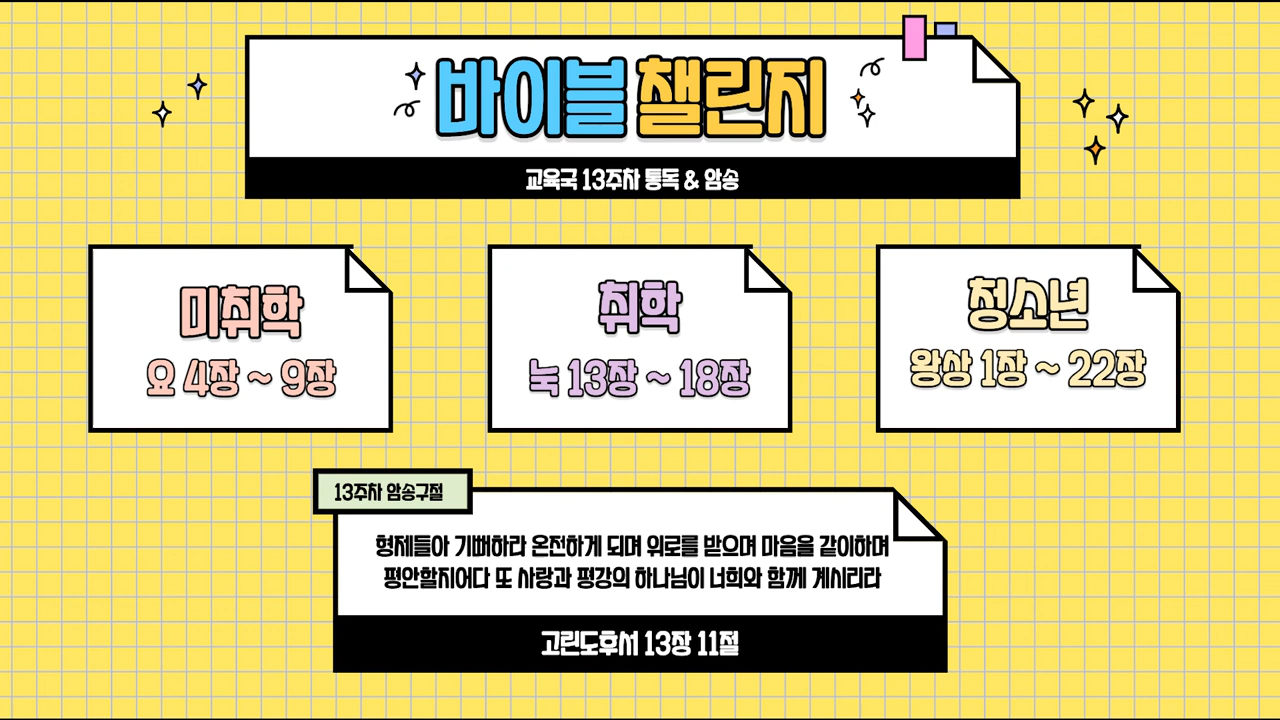 바이블 챌린지
교육국 13주차 통독 & 암송
미취학
요 4장 ~ 9장
취학
눅 13장 ~ 18장
청소년
왕상 1장 ~ 22장
13주차 암송구절
형제들아 기뻐하라 온전하게 되며 위로를 받으며 마음을 같이하며
평안할지어다 또 사랑과 평강의 하나님이 너희와 함께 계시리라
고린도후서 13장 11절